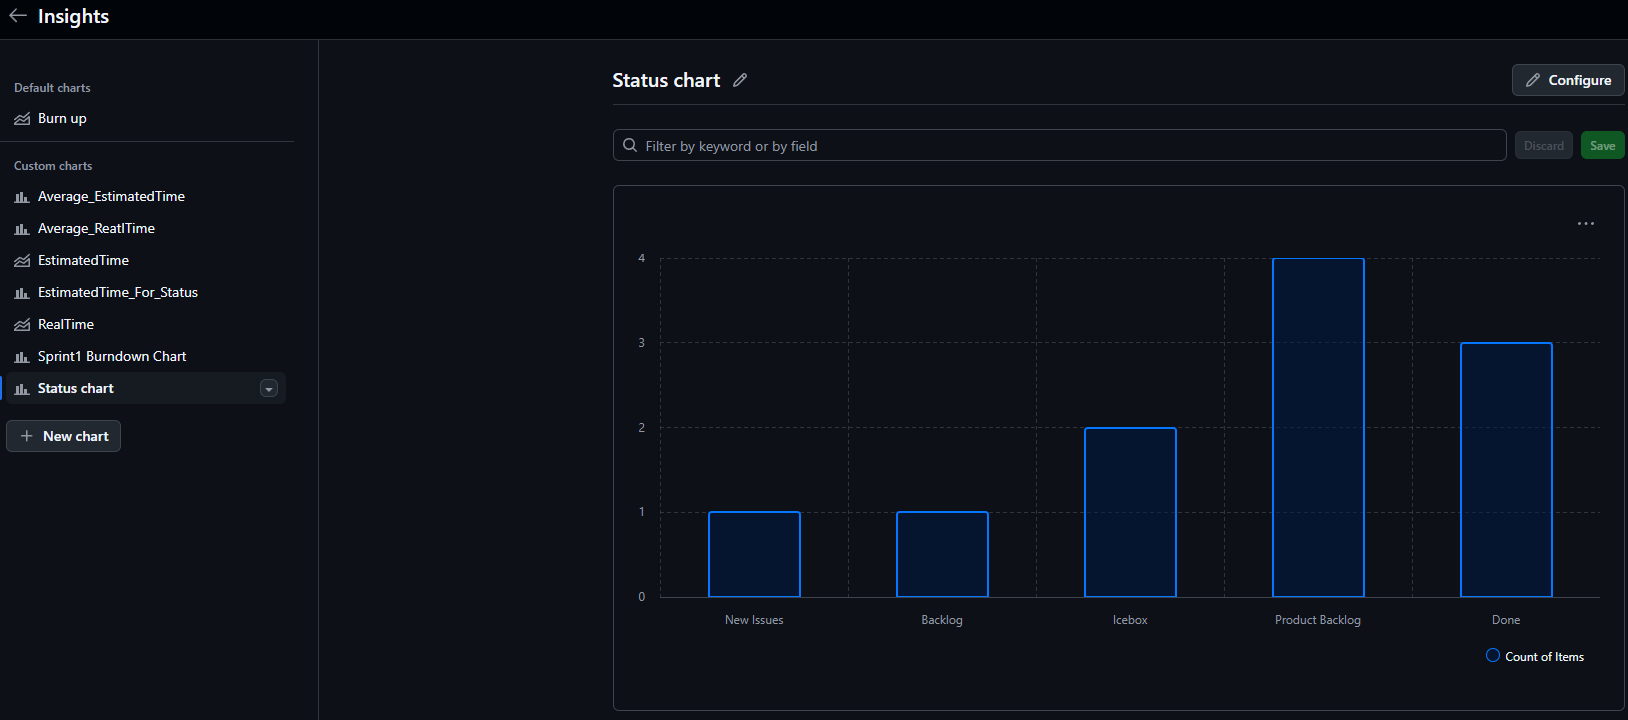 Insights
Default charts
Burn up
Custom charts
Average_EstimatedTime
Average_ReatlTime
EstimatedTime
EstimatedTime_For_Status
RealTime
Sprint1 Burndown Chart
Status chart
New chart
Status chart
Configure
Filter by keyword or by field
Discard
Save
4
3
2
1
0
New Issues
Backlog
Icebox
Product Backlog
Done
Count of Items